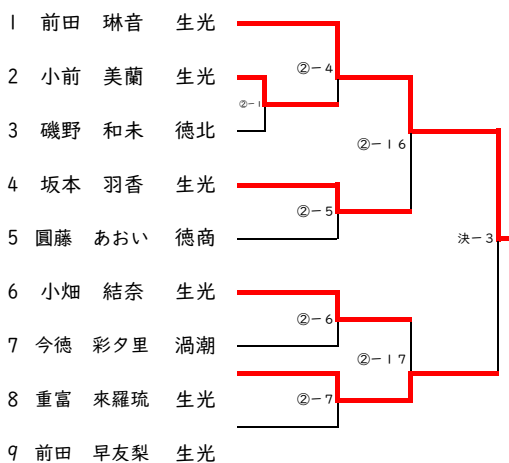 1 前田 琳音 生光
2 小前 美蘭 生光
②-4
②-1
3 磯野 和未 徳北
②-16
4 坂本 羽香 生光
②-5
5 圓藤 あおい 徳商
決-3
6 小畑 結奈 生光
②-6
7 今徳 彩夕里 渦潮
②-17
8 重富 來羅琉 生光
②-7
9 前田 早友梨 生光